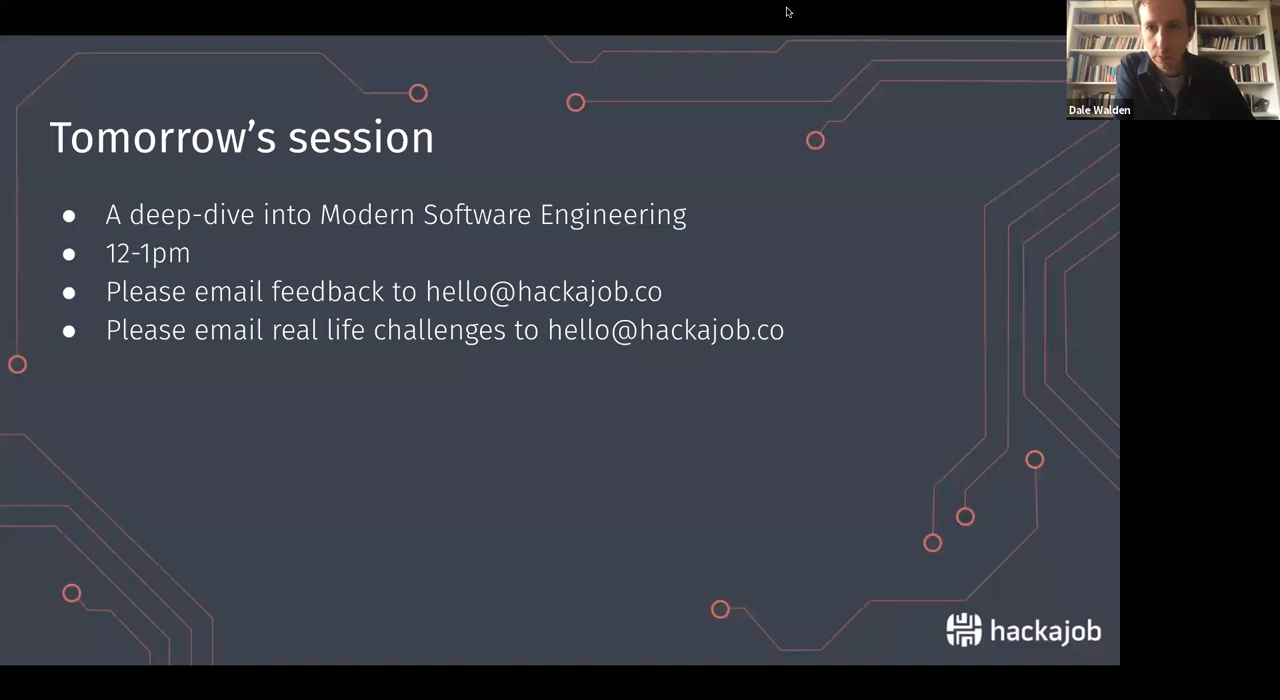 Dale Walden
Tomorrow’s session
● A deep-dive into Modern Software Engineering
● 12-1pm
● Please email feedback to hello@hackajob.co
● Please email real life challenges to hello@hackajob.co
hackajob